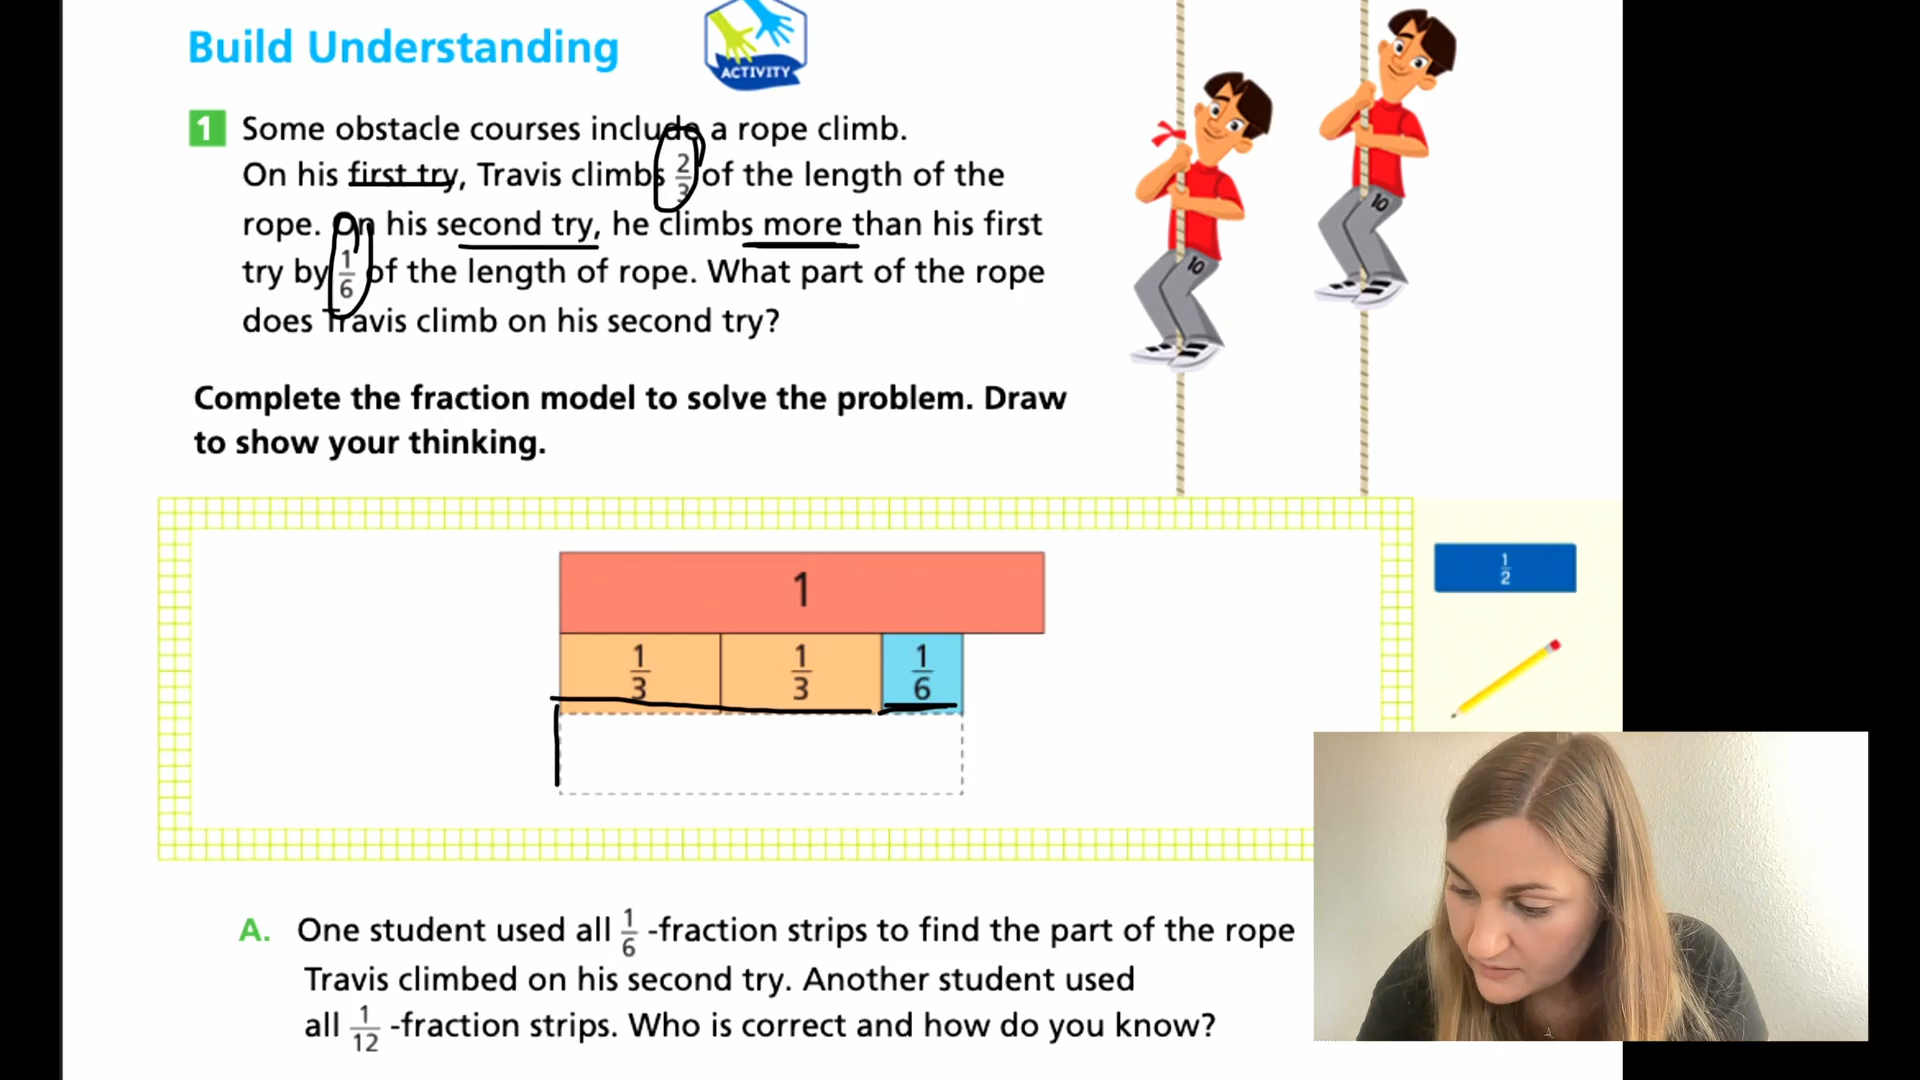 Build Understanding
ACTIVITY
1 Some obstacle courses include a rope climb.
On his first try, Travis climbs 2/3 of the length of the
rope. On his second try, he climbs more than his first
try by 1/6 of the length of rope. What part of the rope
does Travis climb on his second try?
10
10
Complete the fraction model to solve the problem. Draw
to show your thinking.
1
1/2
1/3 1/3 1/6
A. One student used all 1/6 -fraction strips to find the part of the rope
Travis climbed on his second try. Another student used
all 1/12 -fraction strips. Who is correct and how do you know?